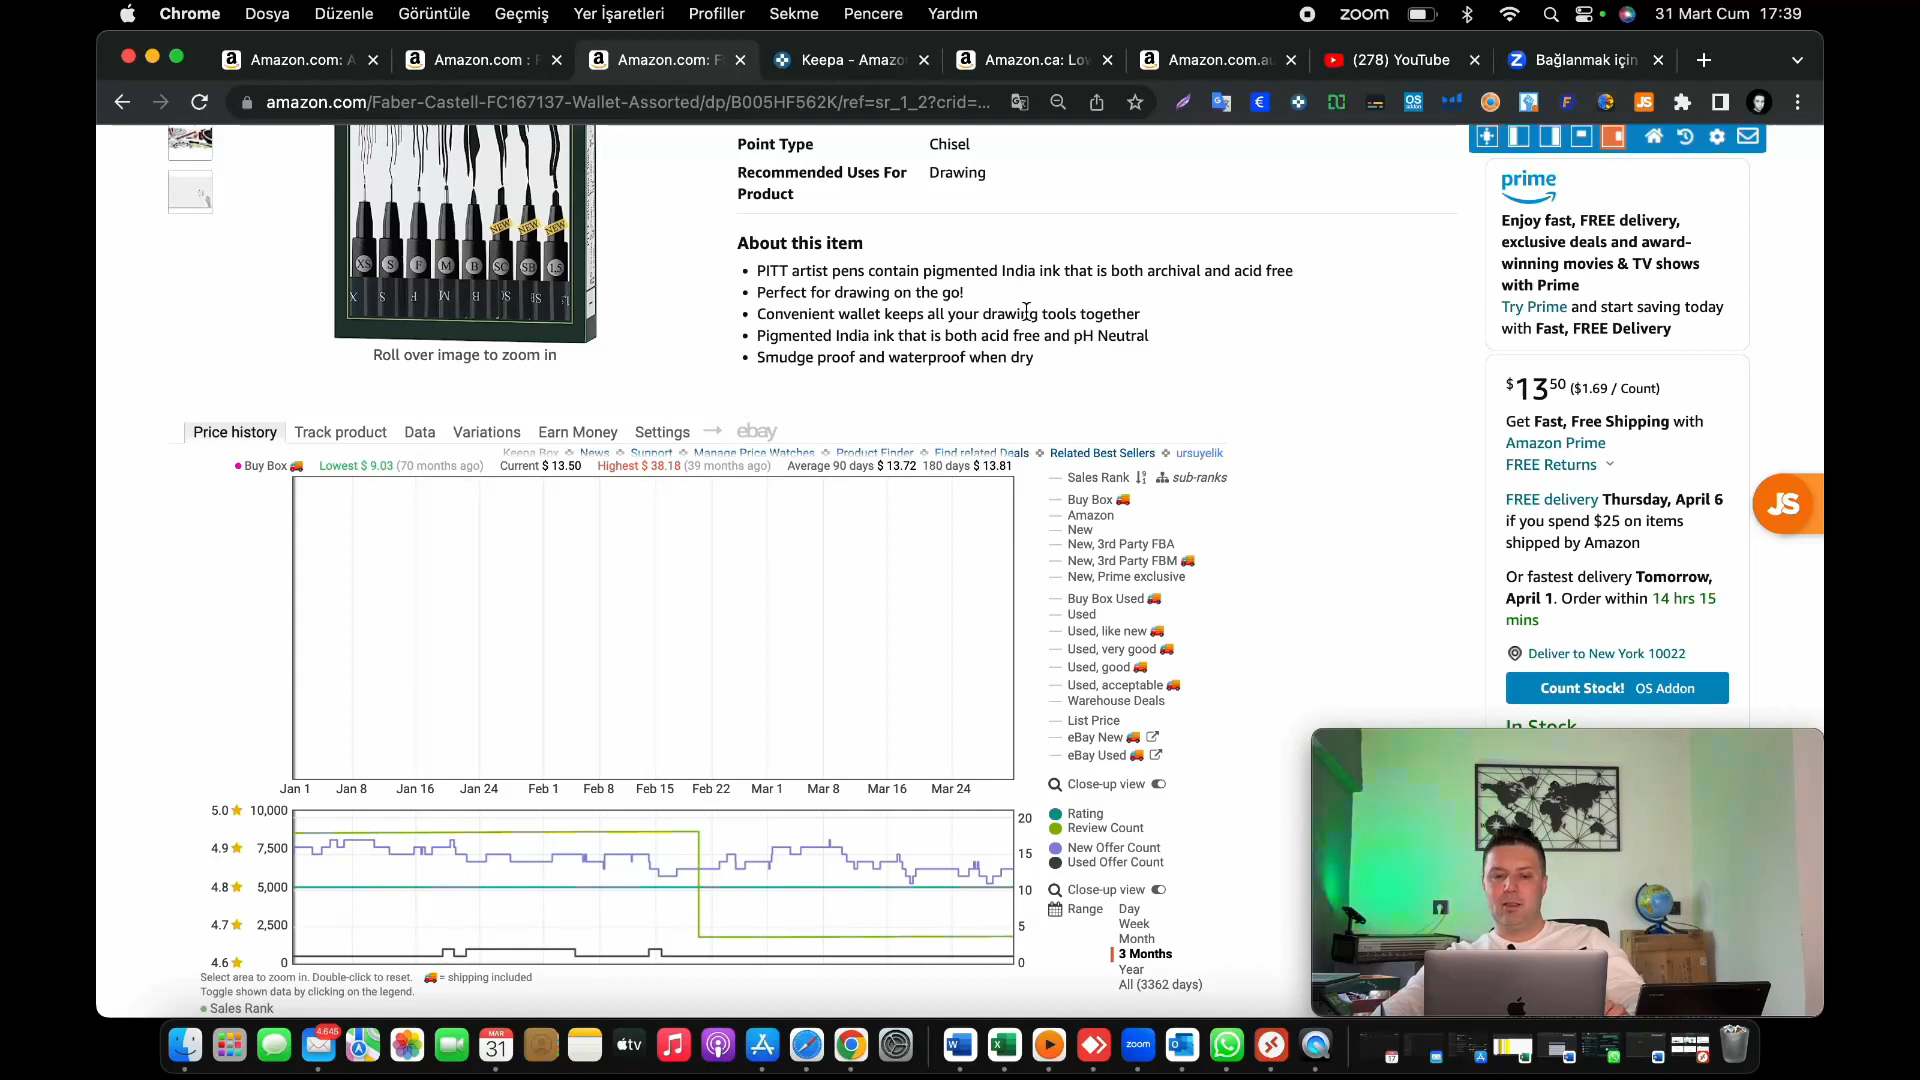 Chrome Dosya Düzenle Görüntüle Geçmiş Yer İşaretleri Profiller Sekme Pencere Yardım zoom 31 Mart Cum 17:39
Amazon.com: A Amazon.com : F Amazon.com: F Keepa - Amazo Amazon.ca: Lov Amazon.com.au (278) YouTube Bağlanmak için
amazon.com/Faber-Castell-FC167137-Wallet-Assorted/dp/B005HF562K/ref=sr_1_2?crid=...
Point Type Chisel
Recommended Uses For Product Drawing
About this item
• PITT artist pens contain pigmented India ink that is both archival and acid free
• Perfect for drawing on the go!
• Convenient wallet keeps all your drawing tools together
• Pigmented India ink that is both acid free and pH Neutral
• Smudge proof and waterproof when dry
NEW NEW NEW
XS S F M B SC SB 1,5
Roll over image to zoom in
prime
Enjoy fast, FREE delivery,
exclusive deals and award-
winning movies & TV shows
with Prime
Try Prime and start saving today
with Fast, FREE Delivery
$13.50 ($1.69 / Count)
Get Fast, Free Shipping with
Amazon Prime
FREE Returns
FREE delivery Thursday, April 6
if you spend $25 on items
shipped by Amazon
Or fastest delivery Tomorrow,
April 1. Order within 14 hrs 15
mins
Deliver to New York 10022
Count Stock! OS Addon
In Stock
JS
Price history Track product Data Variations Earn Money Settings ebay
Keepa Box News Support Manage Price Watches Product Finder Find related Deals Related Best Sellers ursuyelik
Buy Box Lowest $ 9.03 (70 months ago) Current $ 13.50 Highest $ 38.18 (39 months ago) Average 90 days $ 13.72 180 days $ 13.81
Sales Rank sub-ranks
Buy Box
Amazon
New
New, 3rd Party FBA
New, 3rd Party FBM
New, Prime exclusive
Buy Box Used
Used
Used, like new
Used, very good
Used, good
Used, acceptable
Warehouse Deals
List Price
eBay New
eBay Used
Close-up view
Jan 1 Jan 8 Jan 16 Jan 24 Feb 1 Feb 8 Feb 15 Feb 22 Mar 1 Mar 8 Mar 16 Mar 24
5.0 10,000 20
4.9 7,500 15
4.8 5,000 10
4.7 2,500 5
4.6 0 0
Rating
Review Count
New Offer Count
Used Offer Count
Close-up view
Range Day
Week
Month
3 Months
Year
All (3362 days)
Select area to zoom in. Double-click to reset. = shipping included
Toggle shown data by clicking on the legend.
Sales Rank
4.645 MAR 31 tv zoom
17